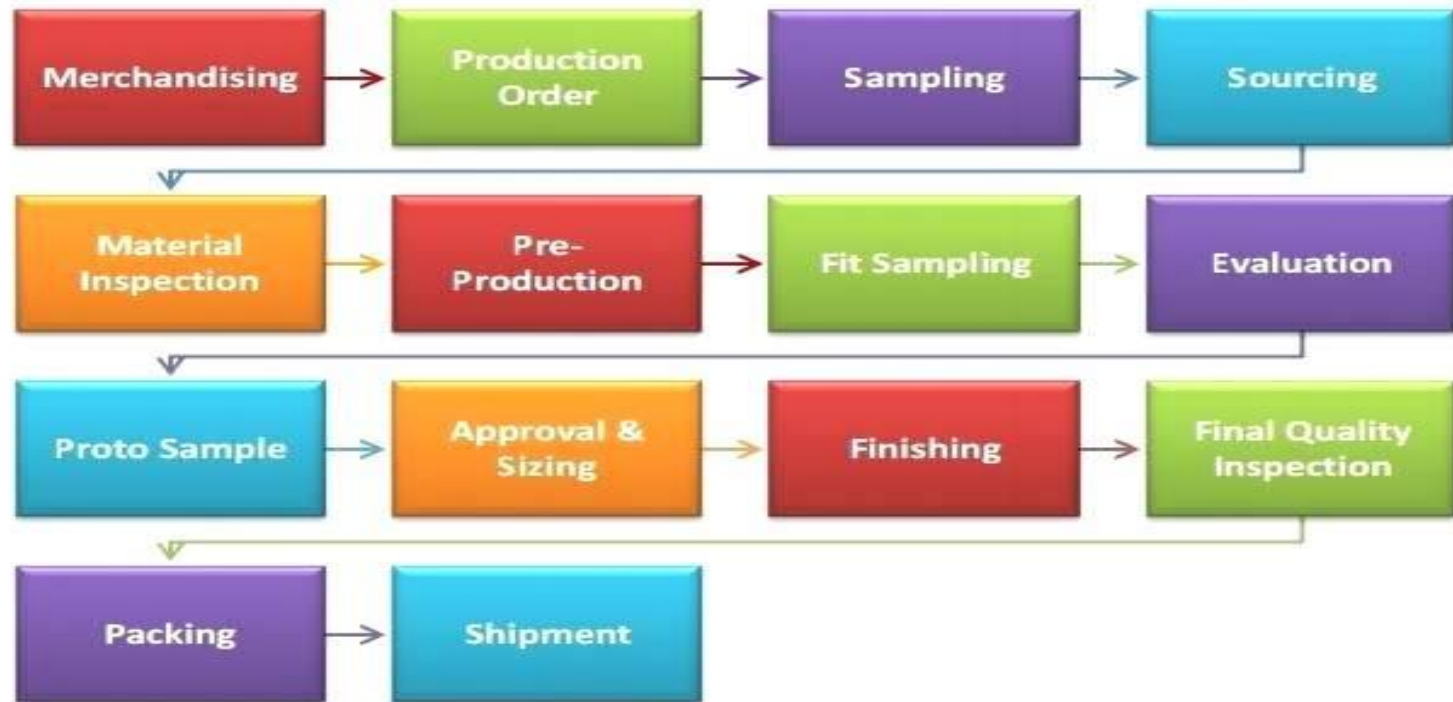 Merchandising
Production
Order
Sampling
Sourcing
Material
Inspection
Pre-
Production
Fit Sampling
Evaluation
Proto Sample
Approval &
Sizing
Finishing
Final Quality
Inspection
Packing
Shipment